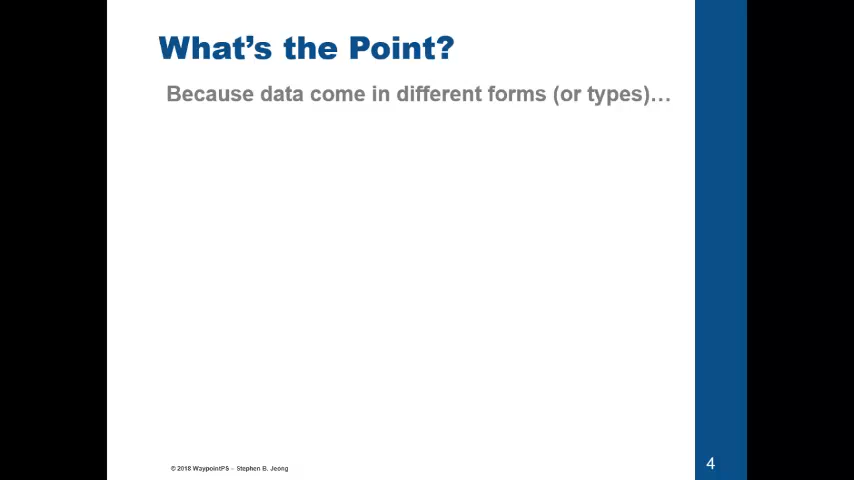 What's the Point?
Because data come in different forms (or types)…
© 2018 WaypointPS – Stephen B. Jeong
4